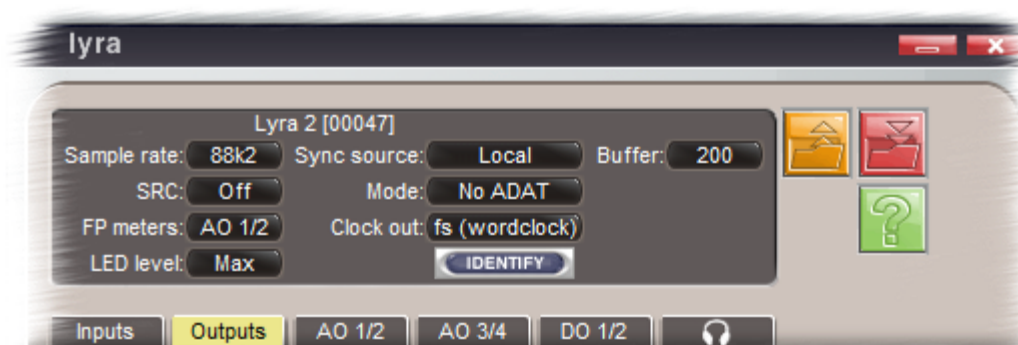 lyra
Lyra 2 [00047]
Sample rate: 88k2 Sync source: Local Buffer: 200
SRC: Off Mode: No ADAT
FP meters: AO 1/2 Clock out: fs (wordclock)
LED level: Max IDENTIFY
Inputs Outputs AO 1/2 AO 3/4 DO 1/2